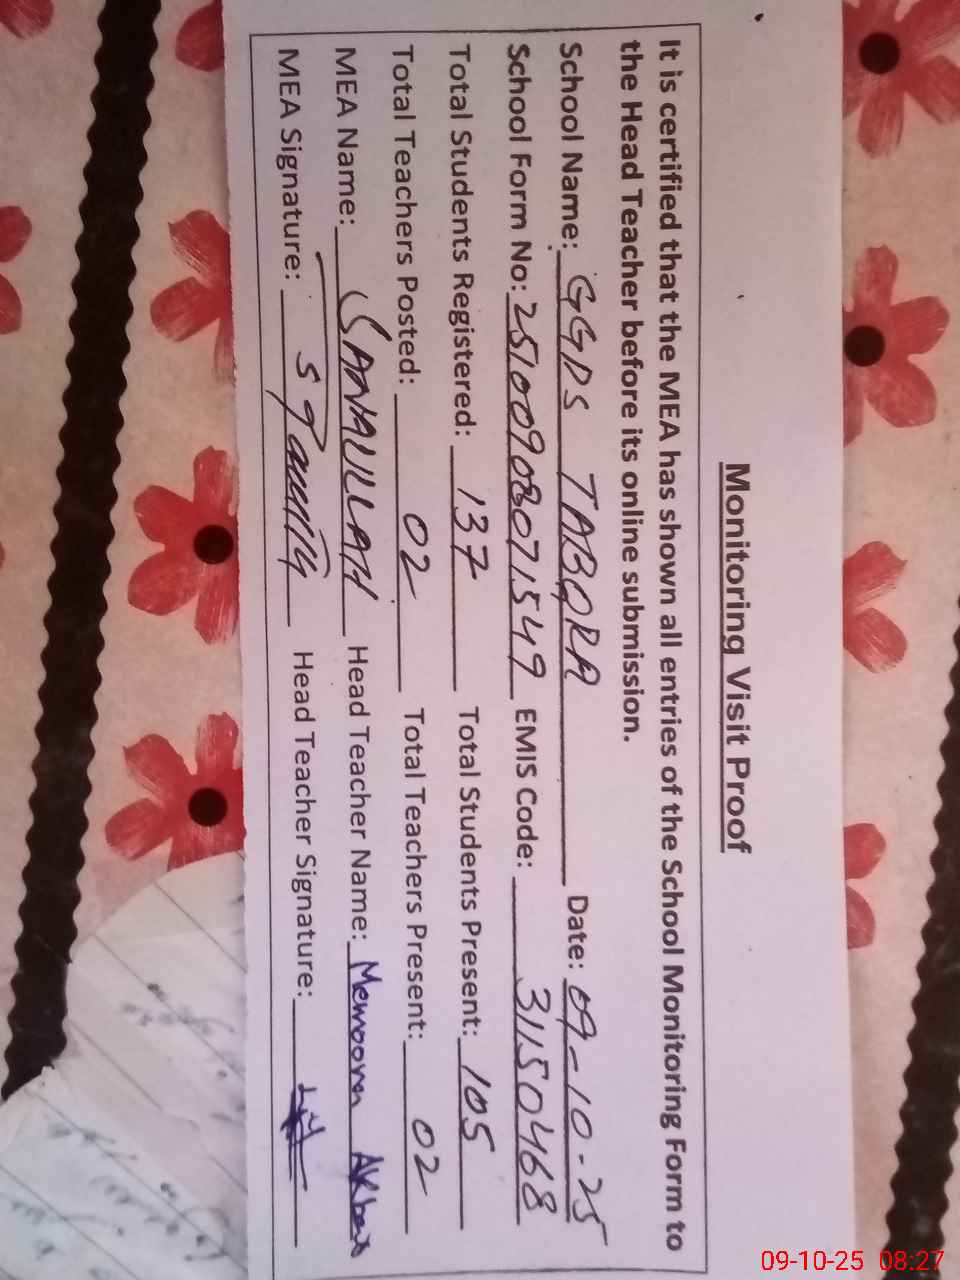 Monitoring Visit Proof
It is certified that the MEA has shown all entries of the School Monitoring Form to
the Head Teacher before its online submission.
School Name: GGPS TABQRA Date: 09-10-25
School Form No: 25100908071549 EMIS Code: 31150468
Total Students Registered: 137 Total Students Present: 105
Total Teachers Posted: 02 Total Teachers Present: 02
MEA Name: SANAULLAH Head Teacher Name: Memoona Akbar
MEA Signature: Head Teacher Signature:
09-10-25 08:27